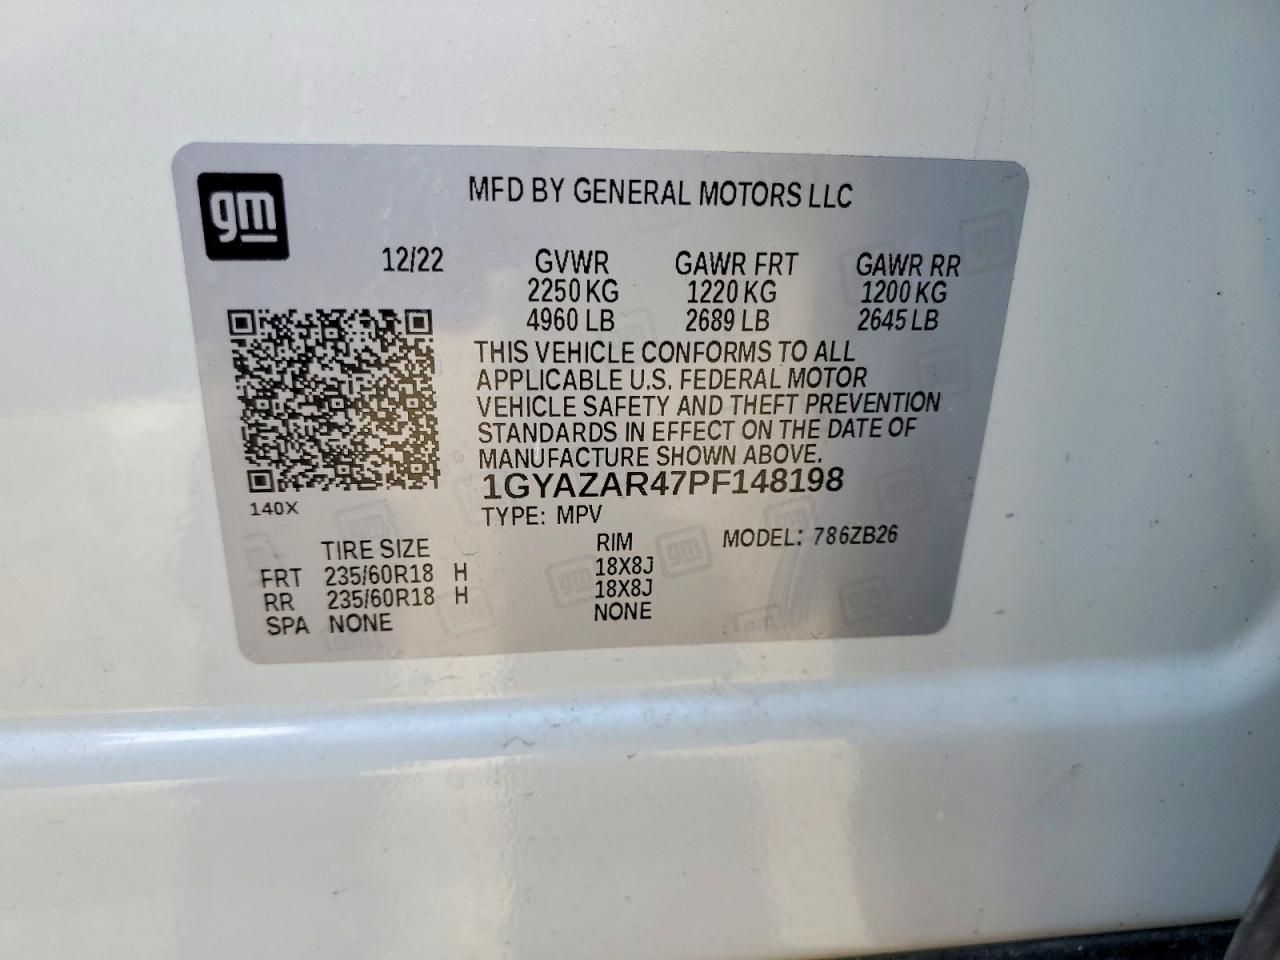 gm
MFD BY GENERAL MOTORS LLC
12/22 GVWR GAWR FRT GAWR RR
2250 KG 1220 KG 1200 KG
4960 LB 2689 LB 2645 LB
THIS VEHICLE CONFORMS TO ALL
APPLICABLE U.S. FEDERAL MOTOR
VEHICLE SAFETY AND THEFT PREVENTION
STANDARDS IN EFFECT ON THE DATE OF
MANUFACTURE SHOWN ABOVE.
1GYAZAR47PF148198
140X
TYPE: MPV
TIRE SIZE RIM MODEL: 786ZB26
FRT 235/60R18 H 18X8J
RR 235/60R18 H 18X8J
SPA NONE NONE